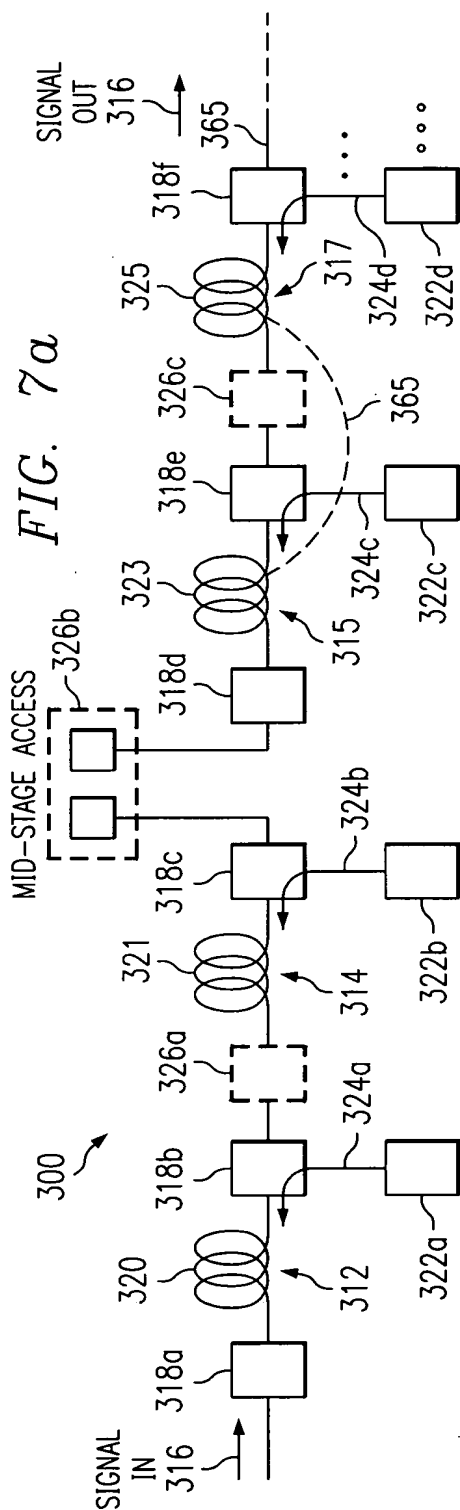 FIG. 7a
300
SIGNAL
IN
316
318a
320
312
318b
324a
322a
326a
321
314
318c
324b
322b
MID-STAGE ACCESS
326b
318d
323
315
318e
324c
322c
326c
365
325
317
318f
324d
322d
365
SIGNAL
OUT
316